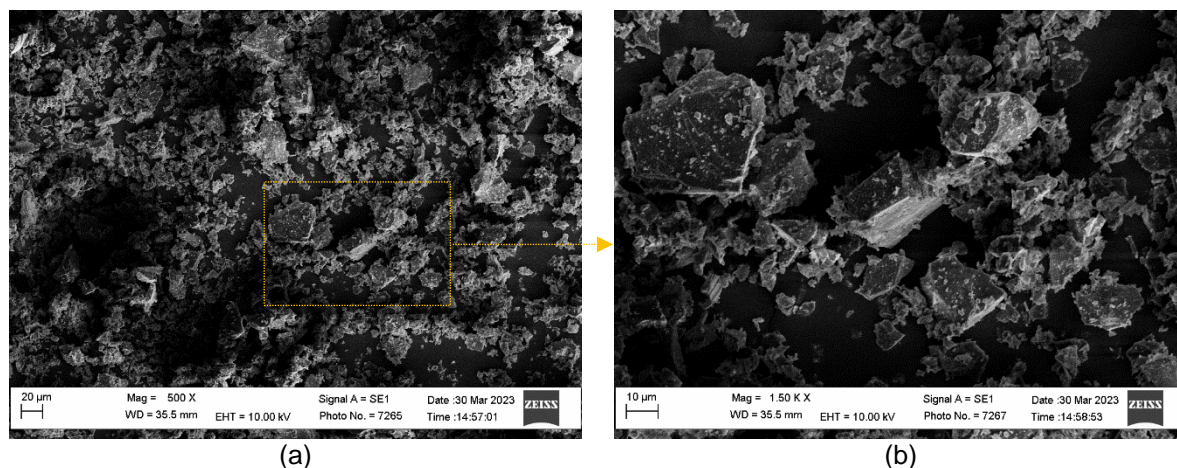 20 µm
Mag = 500 X
Signal A = SE1
Date :30 Mar 2023
WD = 35.5 mm
EHT = 10.00 kV
Photo No. = 7265
Time :14:57:01
ZEISS
(a)
10 µm
Mag = 1.50 K X
Signal A = SE1
Date :30 Mar 2023
WD = 35.5 mm
EHT = 10.00 kV
Photo No. = 7267
Time :14:58:53
ZEISS
(b)